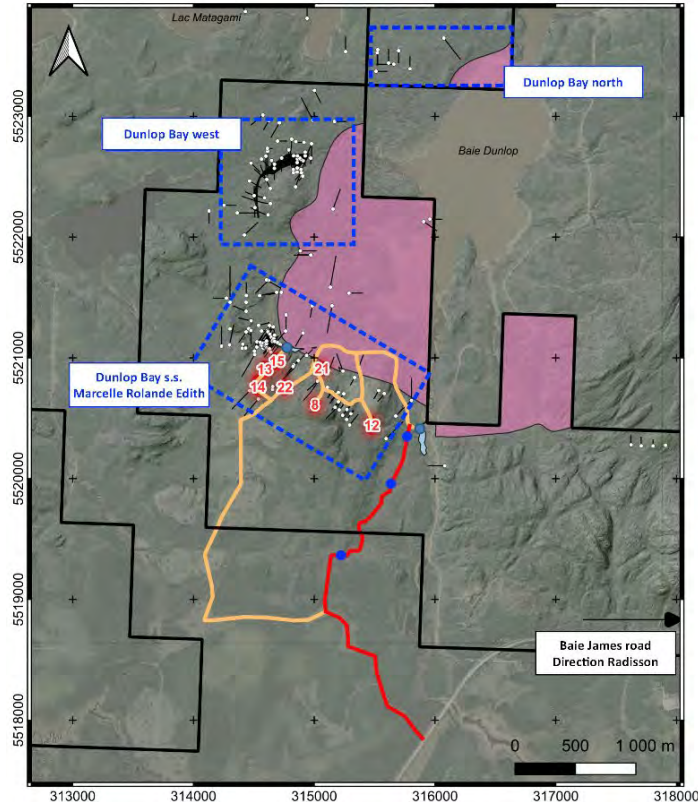 Lac Matagami
Dunlop Bay north
Dunlop Bay west
Baie Dunlop
Dunlop Bay s.s.
Marcelle Rolande Edith
15
13
14
22
21
8
12
Baie James road
Direction Radisson
0 500 1 000 m
5523000
5522000
5521000
5520000
5519000
5518000
313000 314000 315000 316000 317000 318000